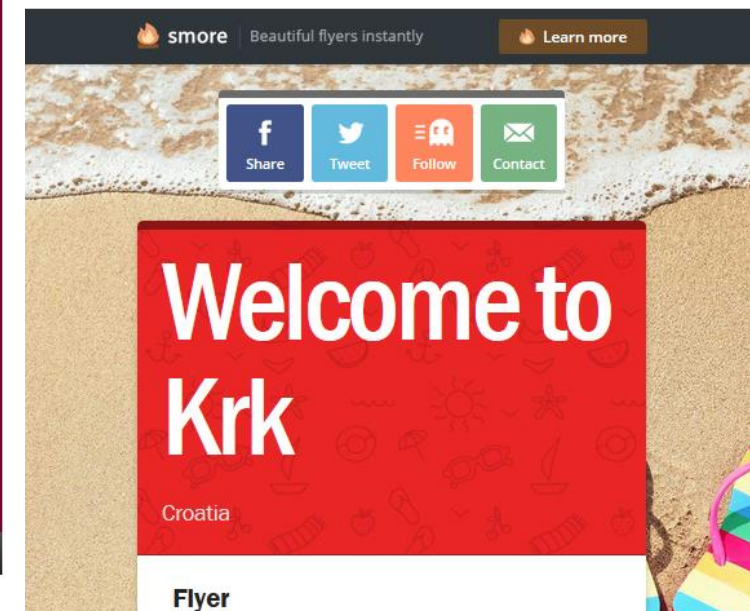 smore Beautiful flyers instantly Learn more
Share Tweet Follow Contact
Welcome to
Krk
Croatia
Flyer